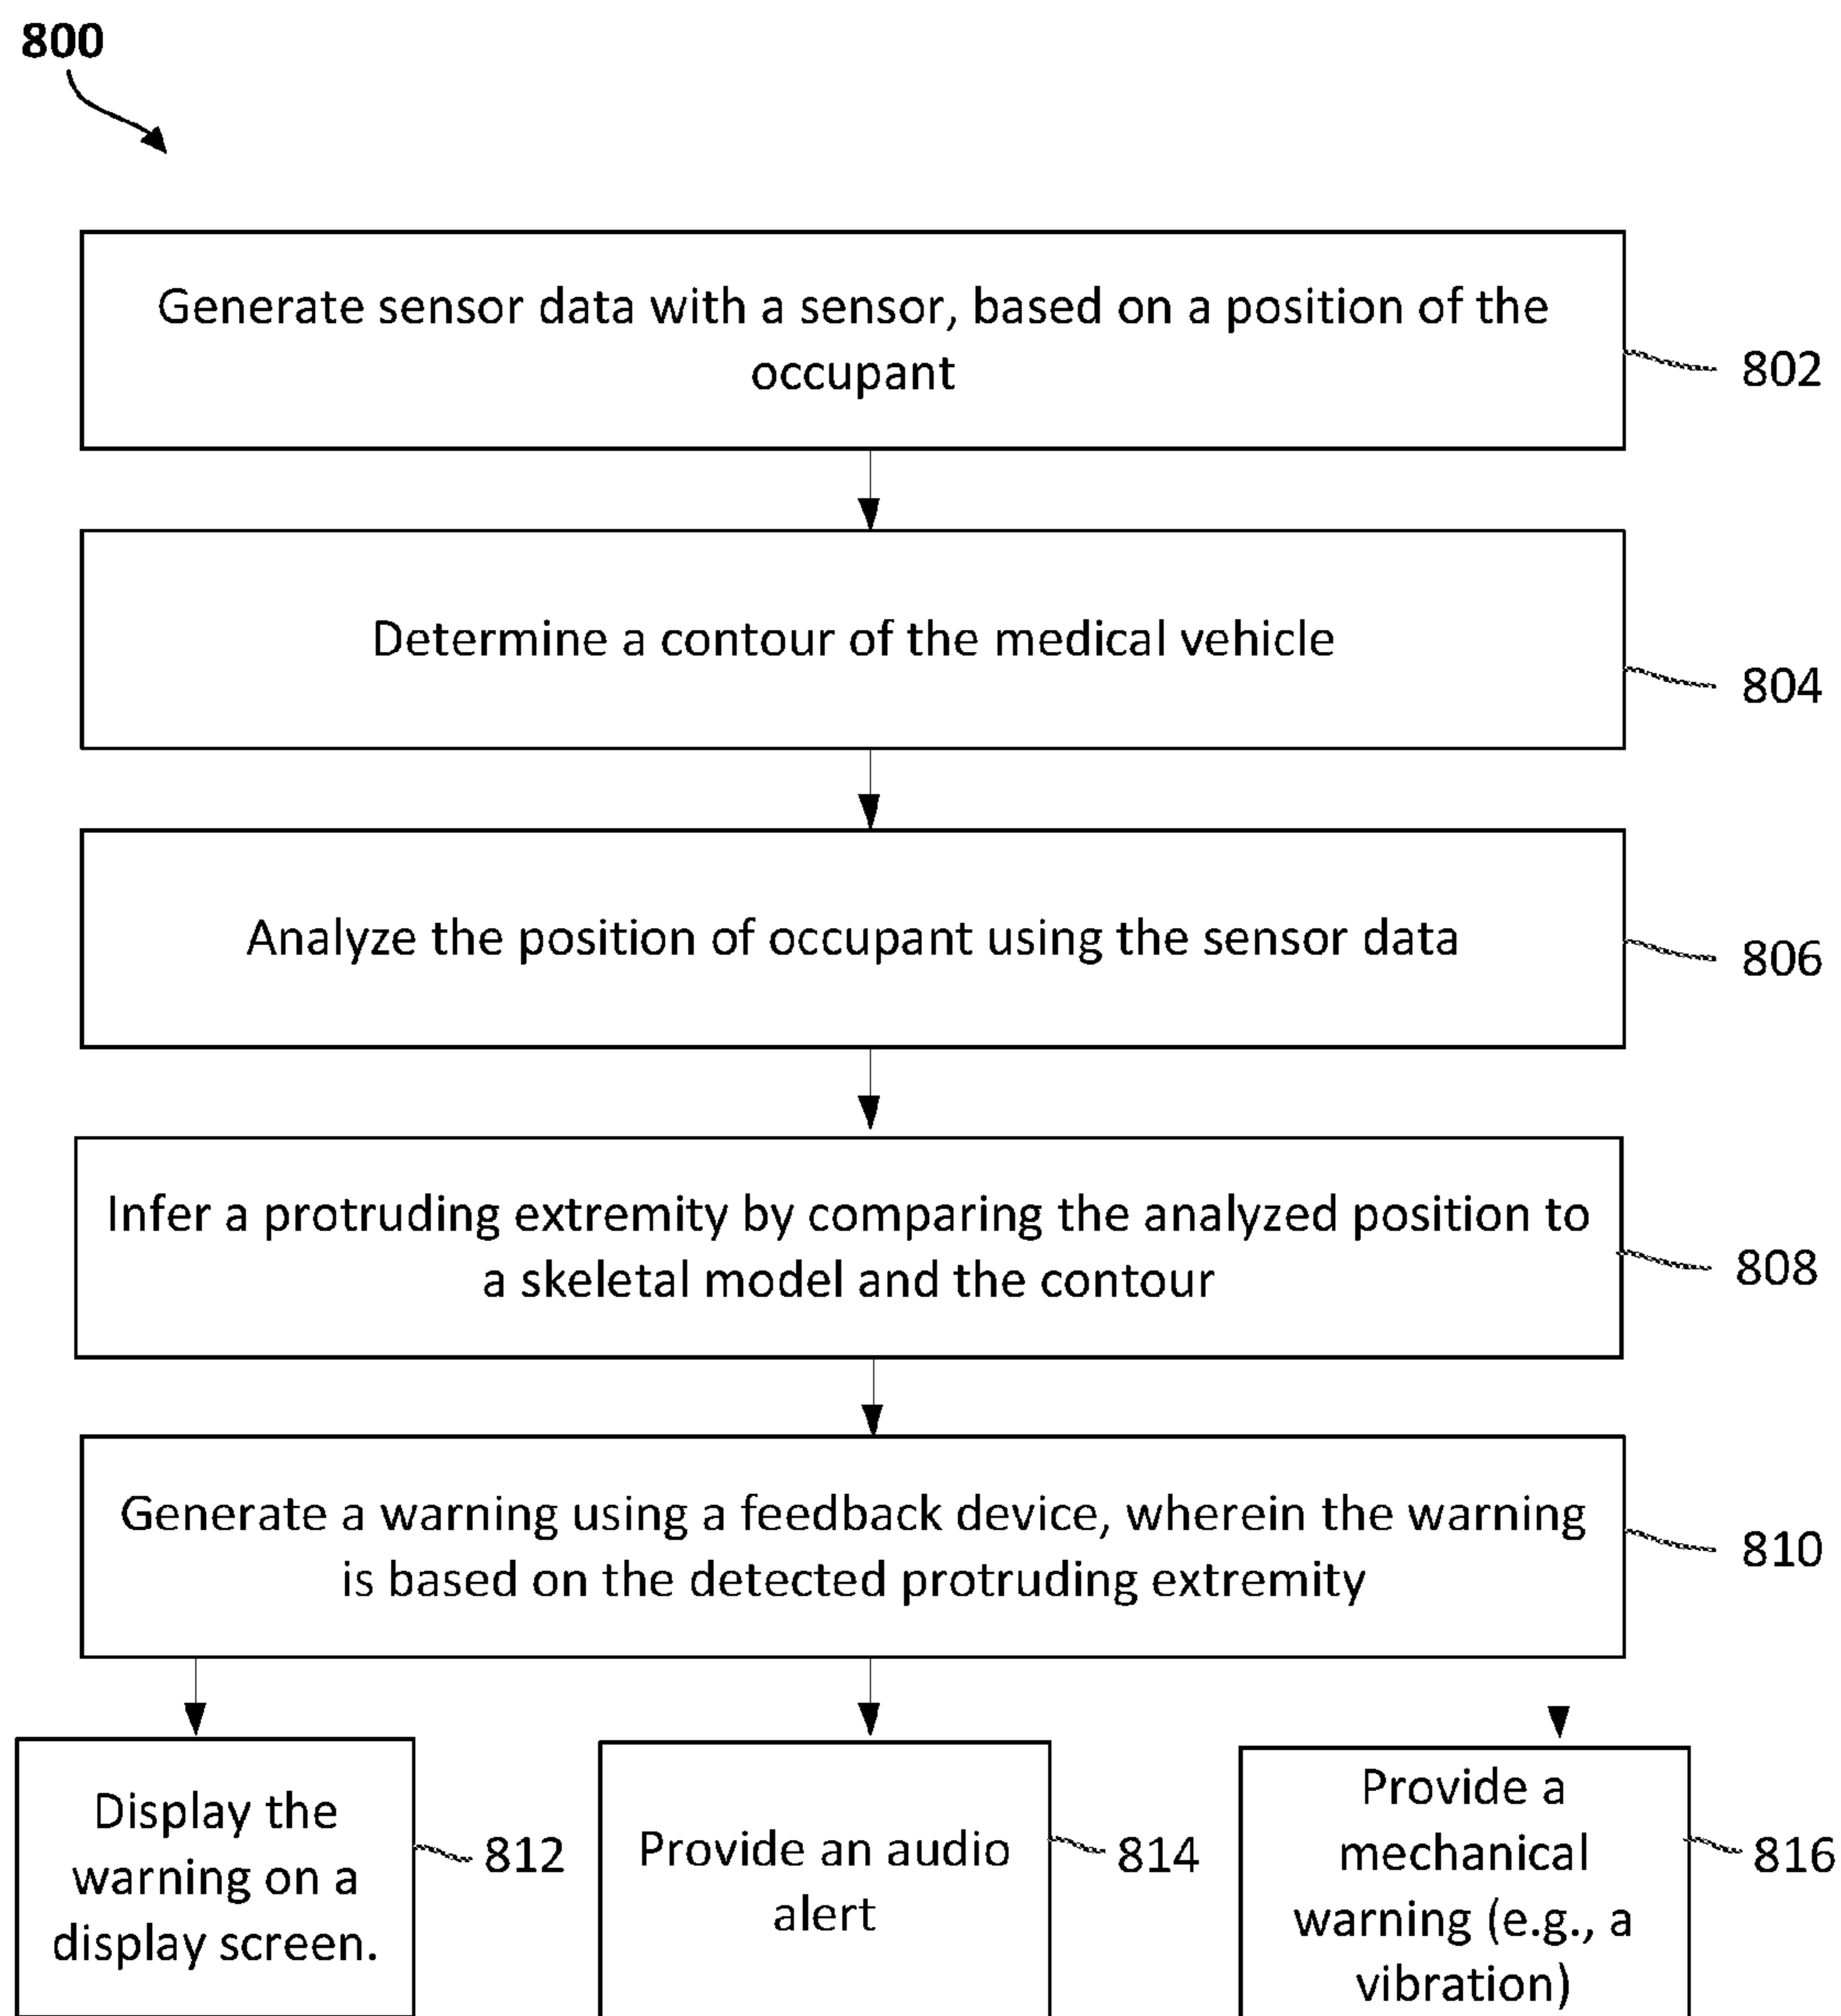 800
Generate sensor data with a sensor, based on a position of the
occupant
802
Determine a contour of the medical vehicle
804
Analyze the position of occupant using the sensor data
806
Infer a protruding extremity by comparing the analyzed position to
a skeletal model and the contour
808
Generate a warning using a feedback device, wherein the warning
is based on the detected protruding extremity
810
Display the
warning on a
display screen.
812
Provide an audio
alert
814
Provide a
mechanical
warning (e.g., a
vibration)
816